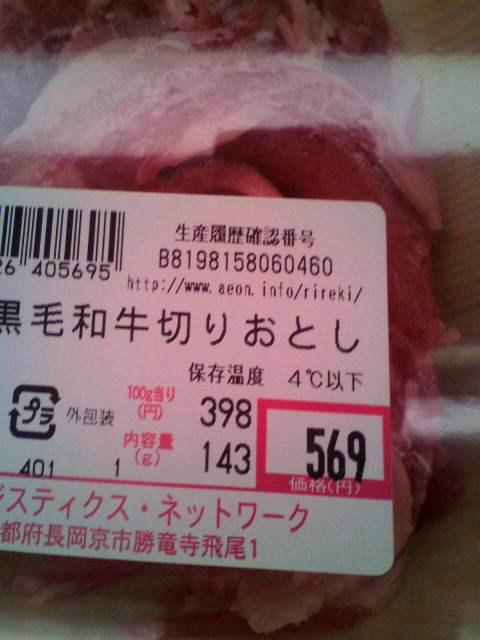 生産履歴確認番号
B8198158060460
26 405695
http://www.aeon.info/rireki/
黒毛和牛切りおとし
保存温度 4℃以下
プラ 外包装 100g当り(円) 398
内容量(g) 143 569
401 1 価格(円)
ジスティクス・ネットワーク
都府長岡京市勝竜寺飛尾1